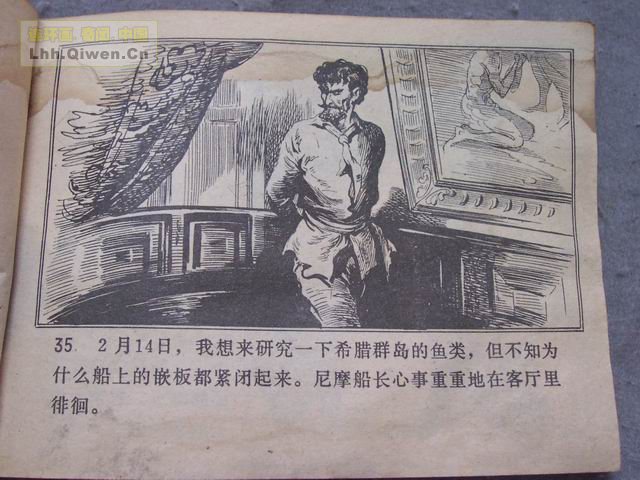 连环画.奇闻.中国
Lhh.Qiwen.Cn
35 2月14日，我想来研究一下希腊群岛的鱼类，但不知为
什么船上的嵌板都紧闭起来。尼摩船长心事重重地在客厅里
徘徊。